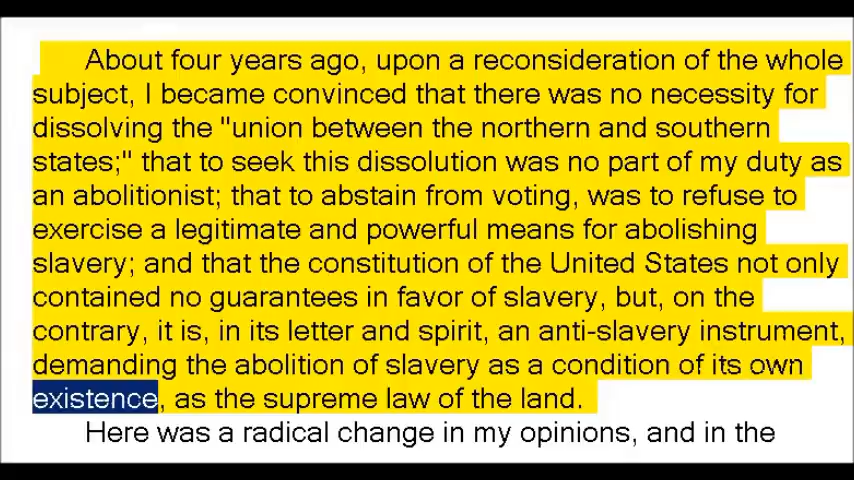 About four years ago, upon a reconsideration of the whole
subject, I became convinced that there was no necessity for
dissolving the "union between the northern and southern
states;" that to seek this dissolution was no part of my duty as
an abolitionist; that to abstain from voting, was to refuse to
exercise a legitimate and powerful means for abolishing
slavery; and that the constitution of the United States not only
contained no guarantees in favor of slavery, but, on the
contrary, it is, in its letter and spirit, an anti-slavery instrument,
demanding the abolition of slavery as a condition of its own
existence, as the supreme law of the land.
Here was a radical change in my opinions, and in the